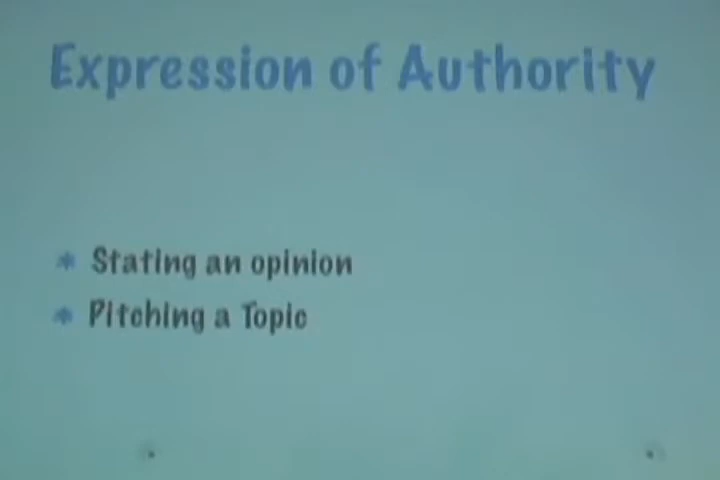 Expression of Authority
* Stating an opinion
* Pitching a Topic